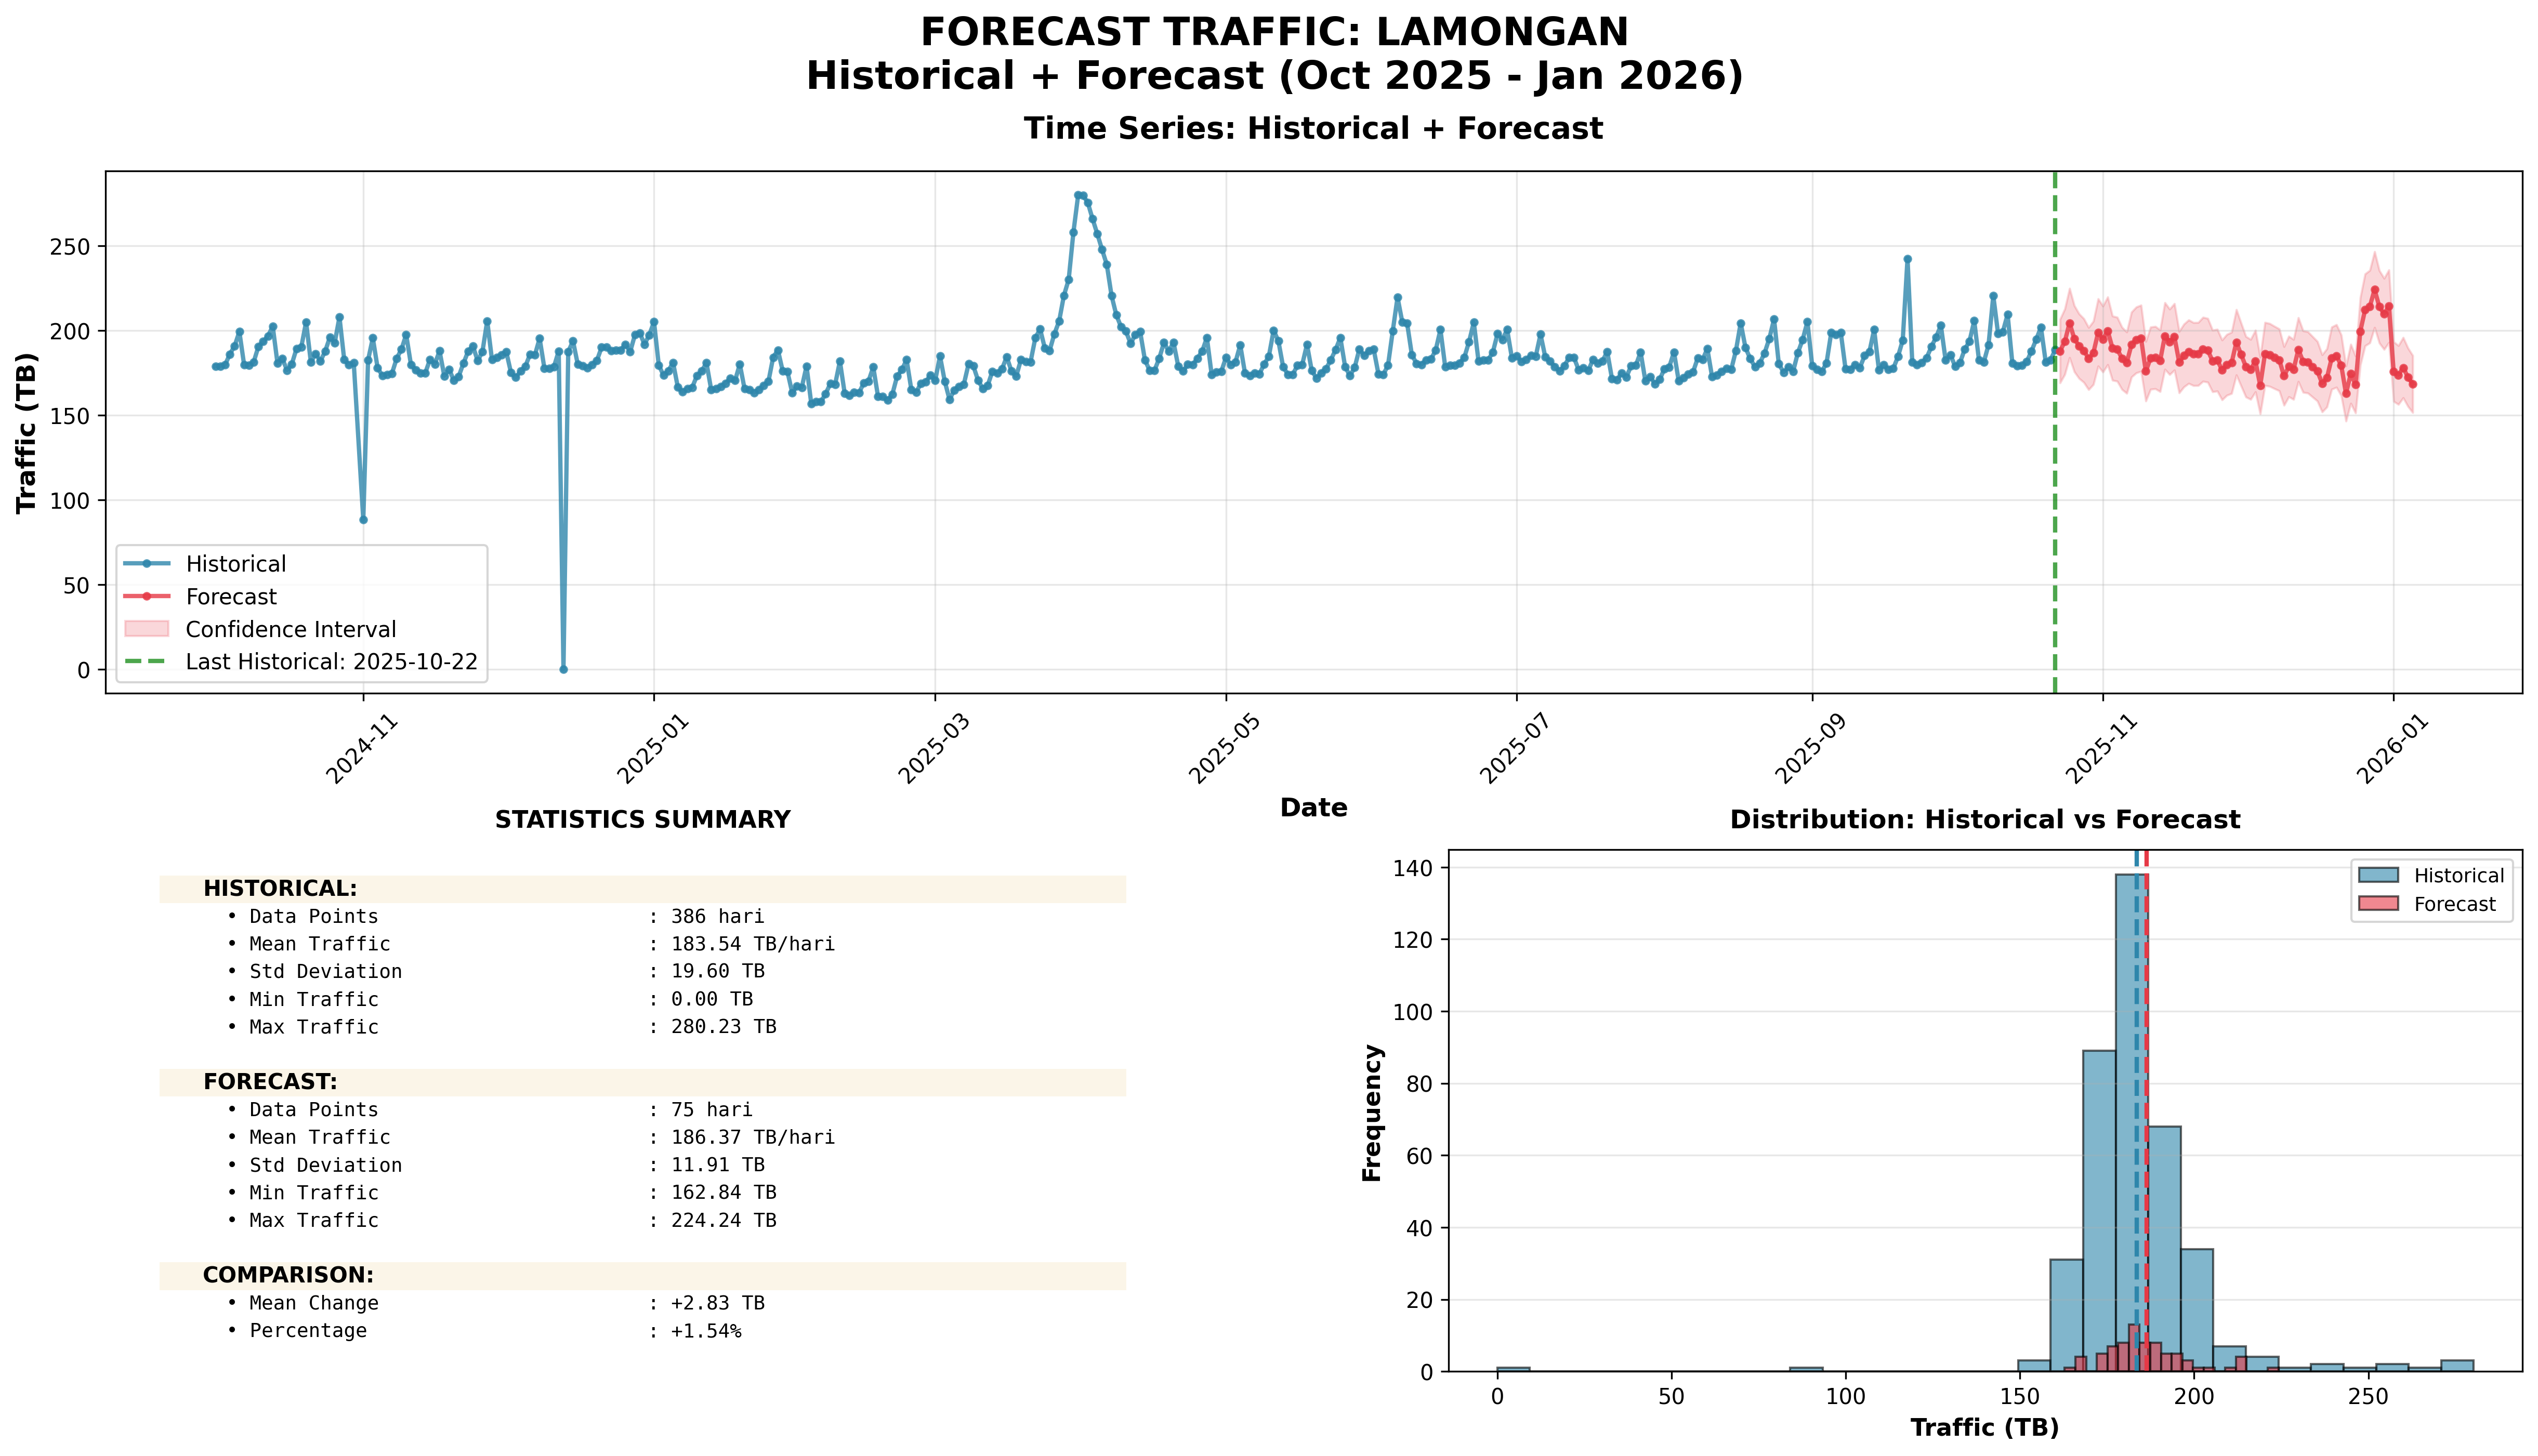 FORECAST TRAFFIC: LAMONGAN
Historical + Forecast (Oct 2025 - Jan 2026)
Time Series: Historical + Forecast
Traffic (TB)
250
200
150
100
50
0
Historical
Forecast
Confidence Interval
Last Historical: 2025-10-22
2024-11
2025-01
2025-03
2025-05
2025-07
2025-09
2025-11
2026-01
Date
STATISTICS SUMMARY
HISTORICAL:
• Data Points : 386 hari
• Mean Traffic : 183.54 TB/hari
• Std Deviation : 19.60 TB
• Min Traffic : 0.00 TB
• Max Traffic : 280.23 TB
FORECAST:
• Data Points : 75 hari
• Mean Traffic : 186.37 TB/hari
• Std Deviation : 11.91 TB
• Min Traffic : 162.84 TB
• Max Traffic : 224.24 TB
COMPARISON:
• Mean Change : +2.83 TB
• Percentage : +1.54%
Distribution: Historical vs Forecast
Frequency
140
120
100
80
60
40
20
0
Historical
Forecast
0
50
100
150
200
250
Traffic (TB)